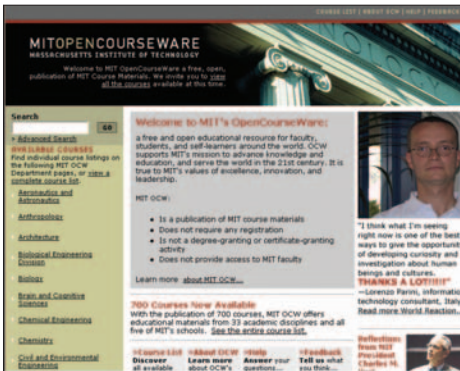 COURSE LIST | ABOUT OCW | HELP | FEEDBACK
MITOPENCOURSEWARE
MASSACHUSETTS INSTITUTE OF TECHNOLOGY
Welcome to MIT OpenCourseWare a free, open,
publication of MIT Course Materials. We invite you to view
all the courses available at this time.
Search
GO
+ Advanced Search
AVAILABLE COURSES
Find individual course listings on
the following MIT OCW
Department pages, or view a
complete course list.
Aeronautics and
Astronautics
Anthropology
Architecture
Biological Engineering
Division
Biology
Brain and Cognitive
Sciences
Chemical Engineering
Chemistry
Civil and Environmental
Engineering
Welcome to MIT's OpenCourseWare:
a free and open educational resource for faculty,
students, and self-learners around the world. OCW
supports MIT's mission to advance knowledge and
education, and serve the world in the 21st century. It is
true to MIT's values of excellence, innovation, and
leadership.
MIT OCW:
• Is a publication of MIT course materials
• Does not require any registration
• Is not a degree-granting or certificate-granting
activity
• Does not provide access to MIT faculty
Learn more about MIT OCW...
700 Courses Now Available
With the publication of 700 courses, MIT OCW offers
educational materials from 33 academic disciplines and all
five of MIT's schools. See the entire course list.
»Course List
Discover
all available
»About OCW
Learn more
about OCW's
»Help
Answer your
questions...
»Feedback
Tell us what
you think...
"I think what I'm seeing
right now is one of the best
ways to give the opportunit
of developing curiosity and
investigation about human
beings and cultures.
THANKS A LOT!!!!!"
—Lorenzo Parini, informatio
technology consultant, Italy
Read more World Reaction..
Reflections
from MIT
President
Charles M.